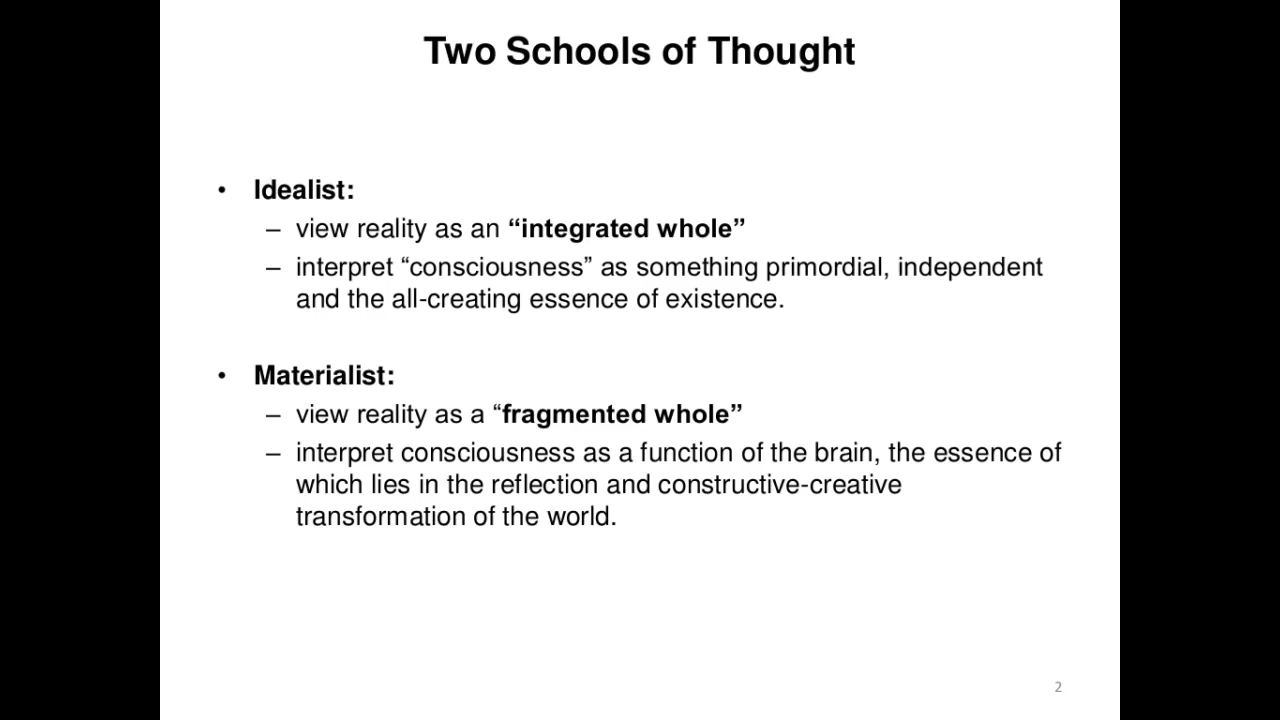 Two Schools of Thought
• Idealist:
– view reality as an “integrated whole”
– interpret “consciousness” as something primordial, independent
and the all-creating essence of existence.
• Materialist:
– view reality as a “fragmented whole”
– interpret consciousness as a function of the brain, the essence of
which lies in the reflection and constructive-creative
transformation of the world.
2